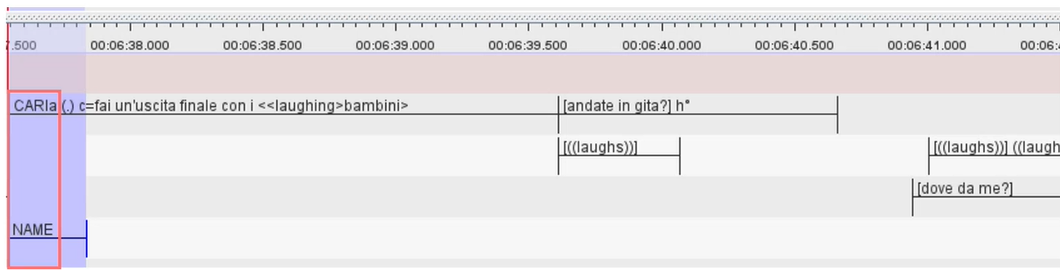 7.500 00:06:38.000 00:06:38.500 00:06:39.000 00:06:39.500 00:06:40.000 00:06:40.500 00:06:41.000 00:06:
CARIa (.) c=fai un'uscita finale con i <<laughing>bambini> [andate in gita?] h°
[((laughs))] [((laughs))] ((laugh
[dove da me?]
NAME